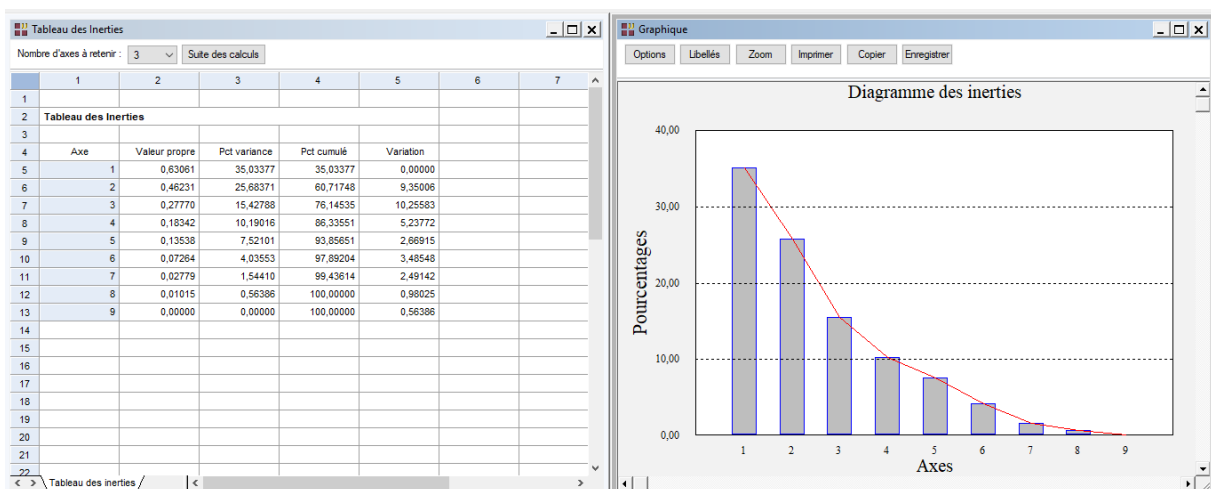 Tableau des Inerties
Nombre d'axes à retenir : 3 Suite des calculs
1 2 3 4 5 6 7
1
2 Tableau des Inerties
3
4 Axe Valeur propre Pct variance Pct cumulé Variation
5 1 0,63061 35,03377 35,03377 0,00000
6 2 0,46231 25,68371 60,71748 9,35006
7 3 0,27770 15,42788 76,14535 10,25583
8 4 0,18342 10,19016 86,33551 5,23772
9 5 0,13538 7,52101 93,85651 2,66915
10 6 0,07264 4,03553 97,89204 3,48548
11 7 0,02779 1,54410 99,43614 2,49142
12 8 0,01015 0,56386 100,00000 0,98025
13 9 0,00000 0,00000 100,00000 0,56386
14
15
16
17
18
19
20
21
22
Tableau des inerties
Graphique
Options Libellés Zoom Imprimer Copier Enregistrer
Diagramme des inerties
Pourcentages
40,00
30,00
20,00
10,00
0,00
1 2 3 4 5 6 7 8 9
Axes